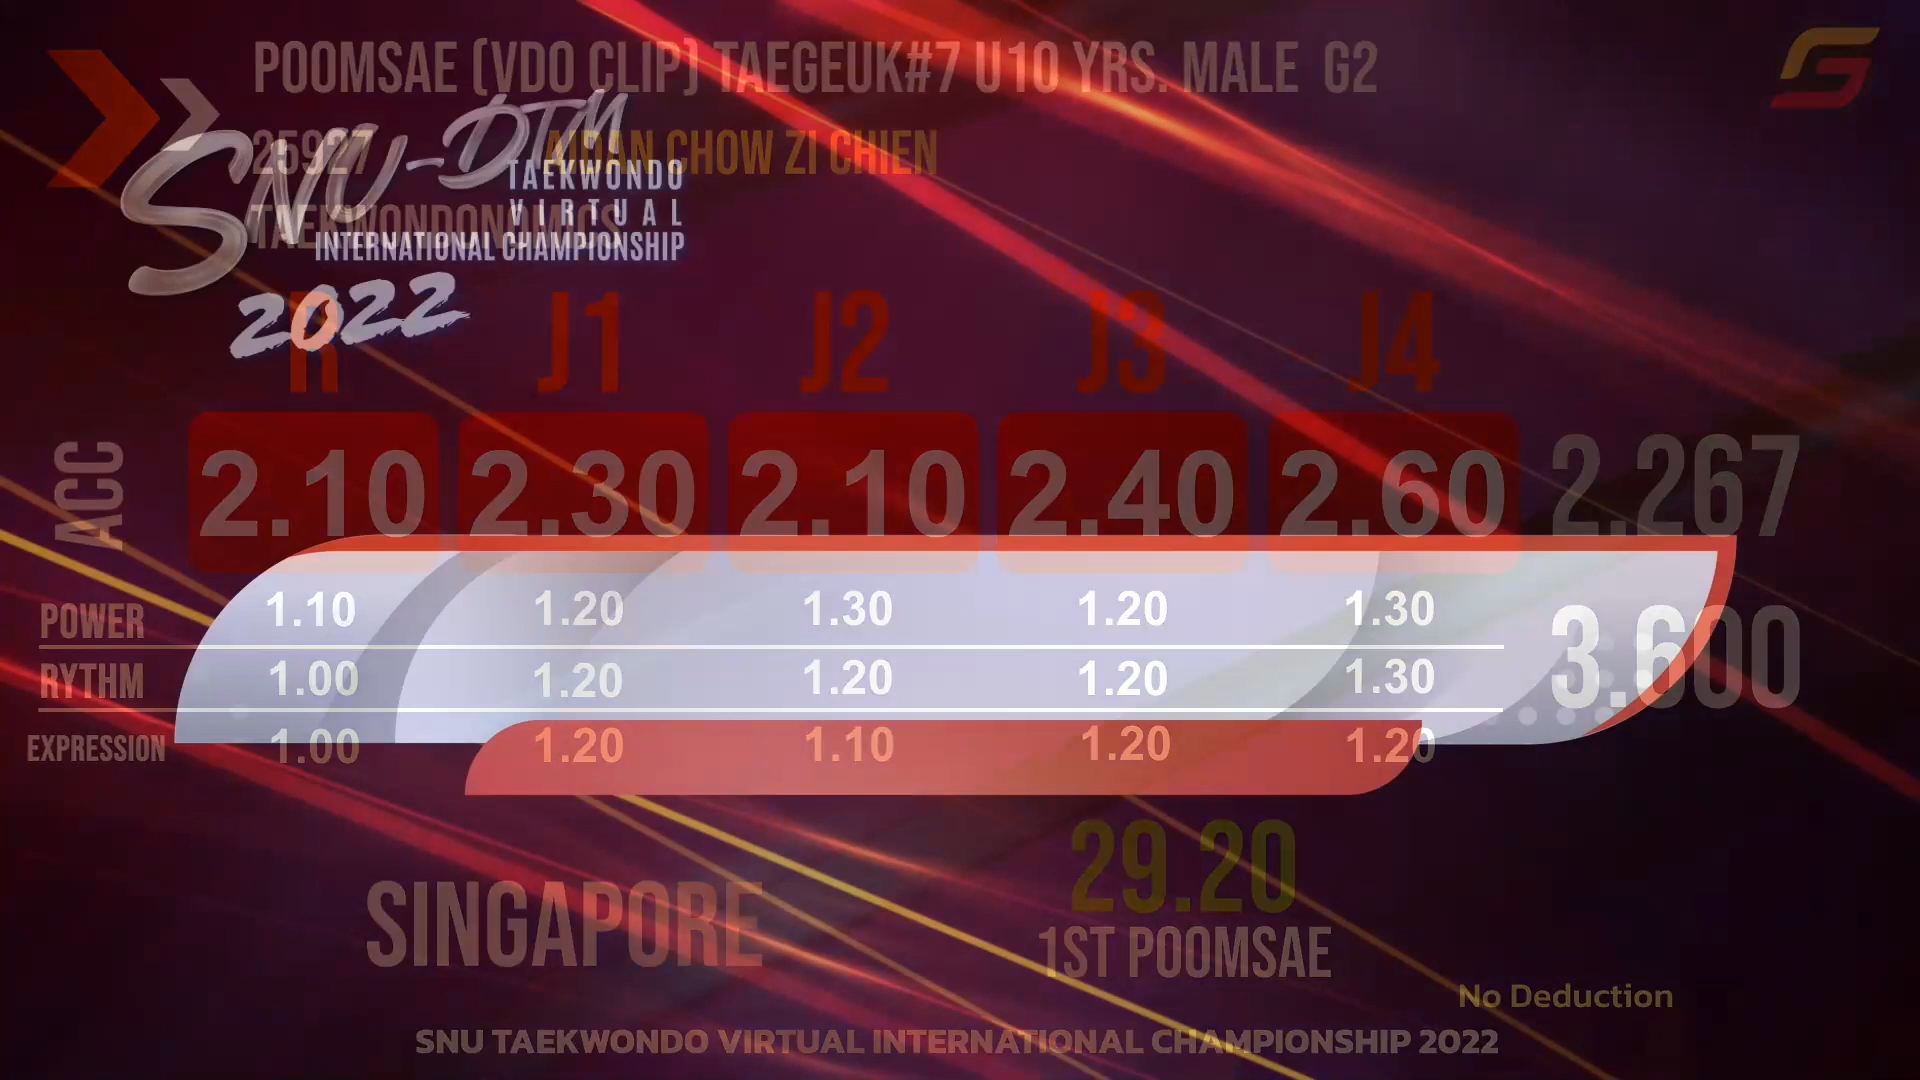 POOMSAE (VDO CLIP) TAEGEUK#7 U10 YRS. MALE G2
25927 AIDAN CHOW ZI CHIEN
TAEKWONDONOMICS
SNU-DTM
TAEKWONDO
VIRTUAL
INTERNATIONAL CHAMPIONSHIP
2022
R J1 J2 J3 J4
ACC 2.10 2.30 2.10 2.40 2.60 2.267
POWER 1.10 1.20 1.30 1.20 1.30
3.600
RYTHM 1.00 1.20 1.20 1.20 1.30
EXPRESSION 1.00 1.20 1.10 1.20 1.20
29.20
SINGAPORE
1ST POOMSAE
No Deduction
SNU TAEKWONDO VIRTUAL INTERNATIONAL CHAMPIONSHIP 2022